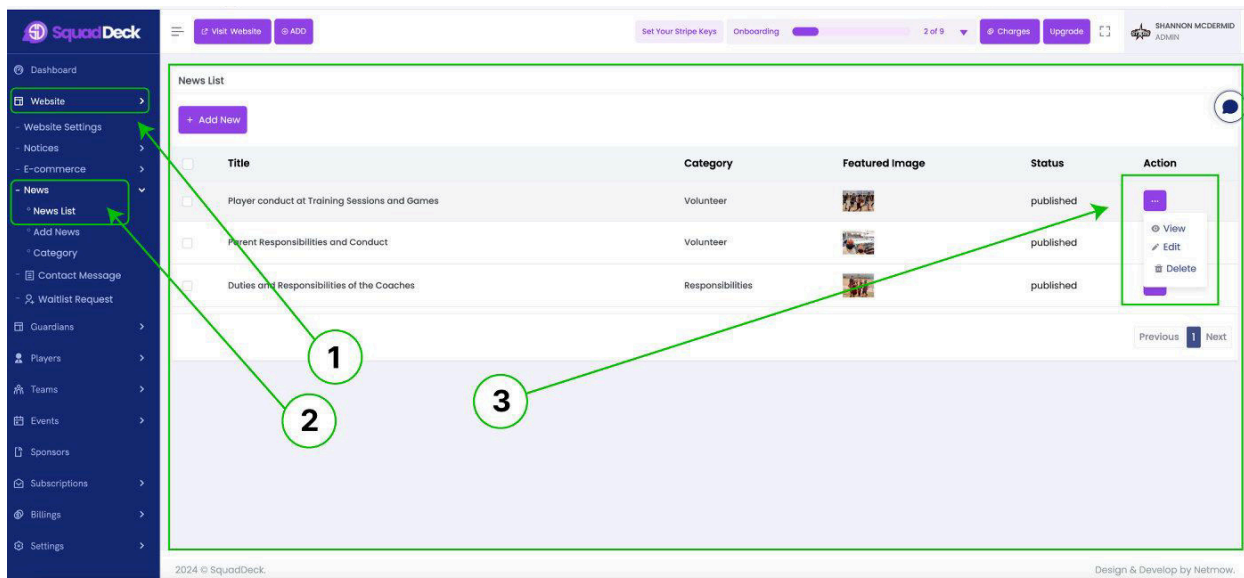 SquadDeck
Visit Website
ADD
Set Your Stripe Keys
Onboarding
2 of 9
Charges
Upgrade
SHANNON MCDERMID
ADMIN
Dashboard
Website
- Website Settings
- Notices
- E-commerce
- News
News List
Add News
Category
- Contact Message
- Waitlist Request
Guardians
Players
Teams
Events
Sponsors
Subscriptions
Billings
Settings
News List
+ Add New
Title Category Featured Image Status Action
Player conduct at Training Sessions and Games Volunteer published ...
Parent Responsibilities and Conduct Volunteer published
Duties and Responsibilities of the Coaches Responsibilities published
View
Edit
Delete
Previous 1 Next
1
2
3
2024 © SquadDeck.
Design & Develop by Netmow.